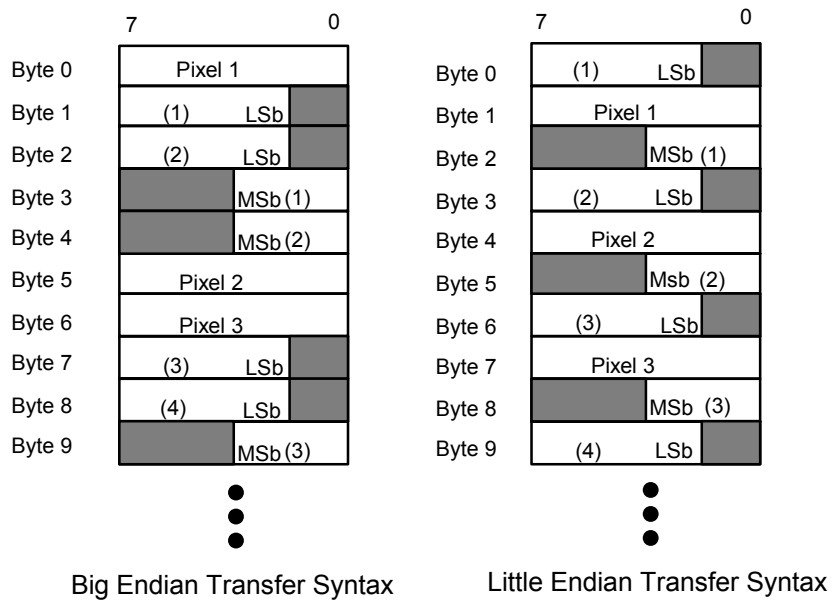 7 0
Byte 0 Pixel 1
Byte 1 (1) LSb
Byte 2 (2) LSb
Byte 3 MSb (1)
Byte 4 MSb (2)
Byte 5 Pixel 2
Byte 6 Pixel 3
Byte 7 (3) LSb
Byte 8 (4) LSb
Byte 9 MSb (3)
Big Endian Transfer Syntax
7 0
Byte 0 (1) LSb
Byte 1 Pixel 1
Byte 2 MSb (1)
Byte 3 (2) LSb
Byte 4 Pixel 2
Byte 5 Msb (2)
Byte 6 (3) LSb
Byte 7 Pixel 3
Byte 8 MSb (3)
Byte 9 (4) LSb
Little Endian Transfer Syntax